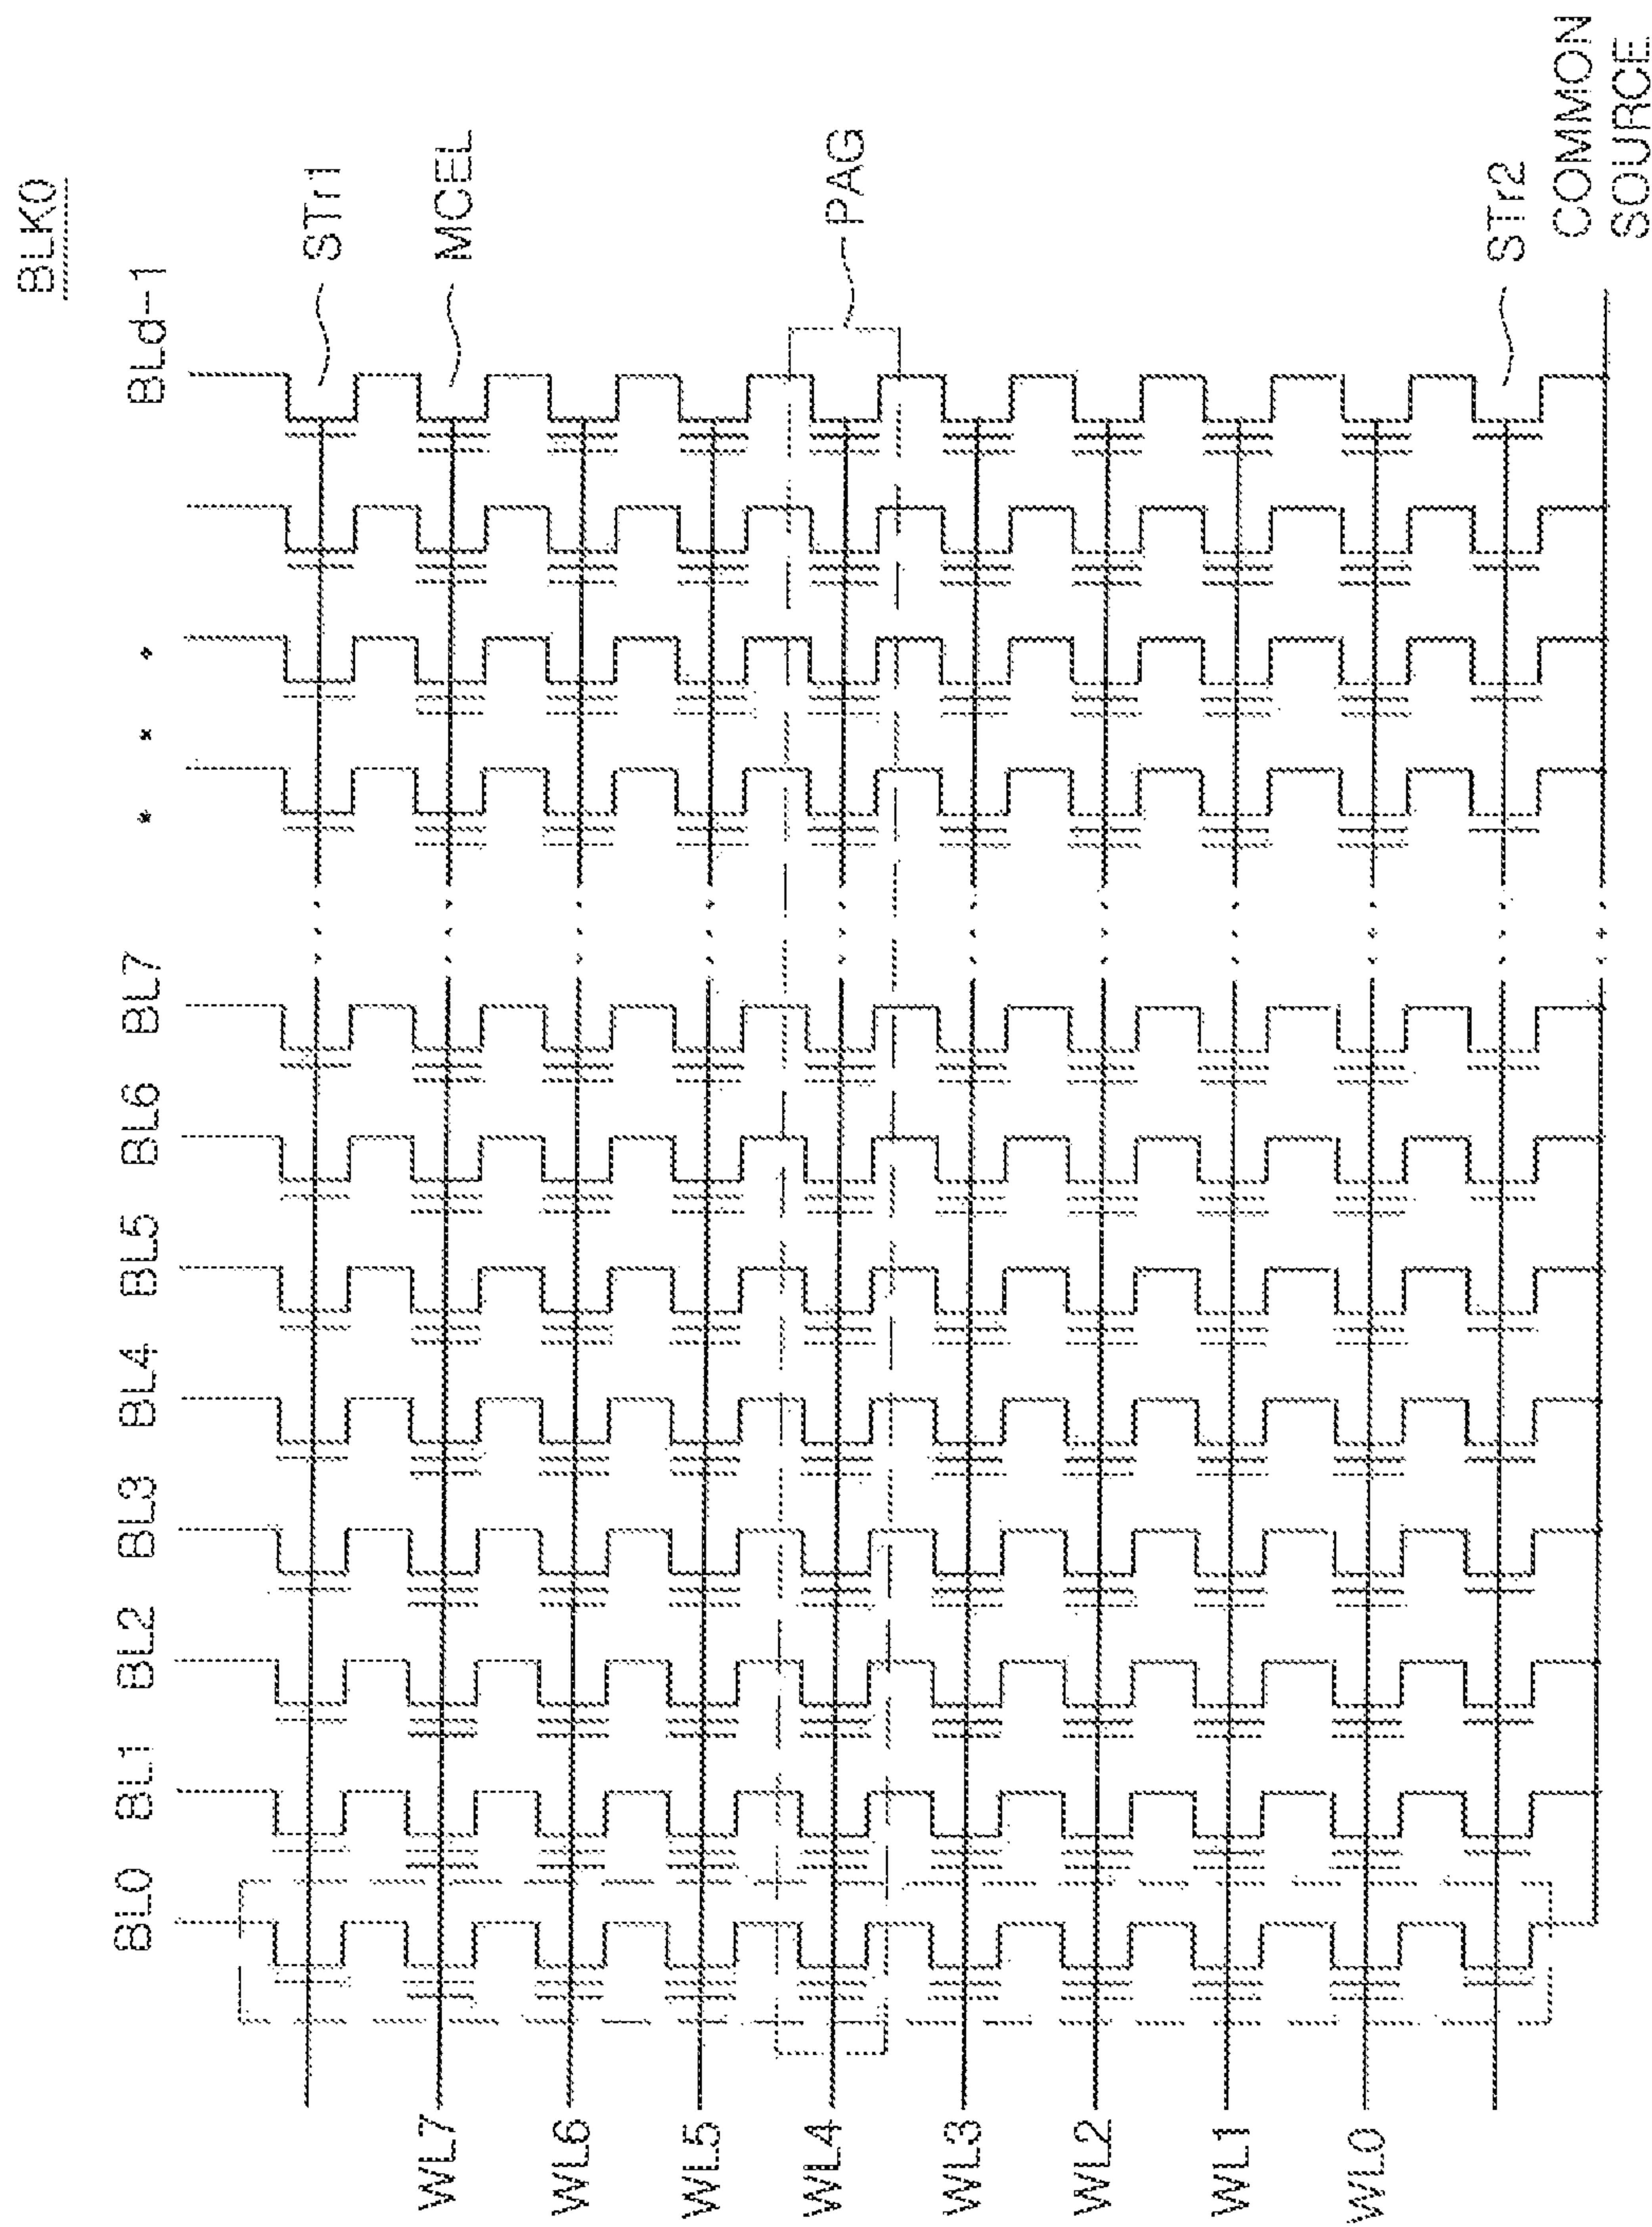 BLK0
BL0 BL1 BL2 BL3 BL4 BL5 BL6 BL7 BLd-1
STr1
WL7
MCEL
WL6
WL5
WL4
PAG
WL3
WL2
WL1
WL0
STr2
COMMON
SOURCE